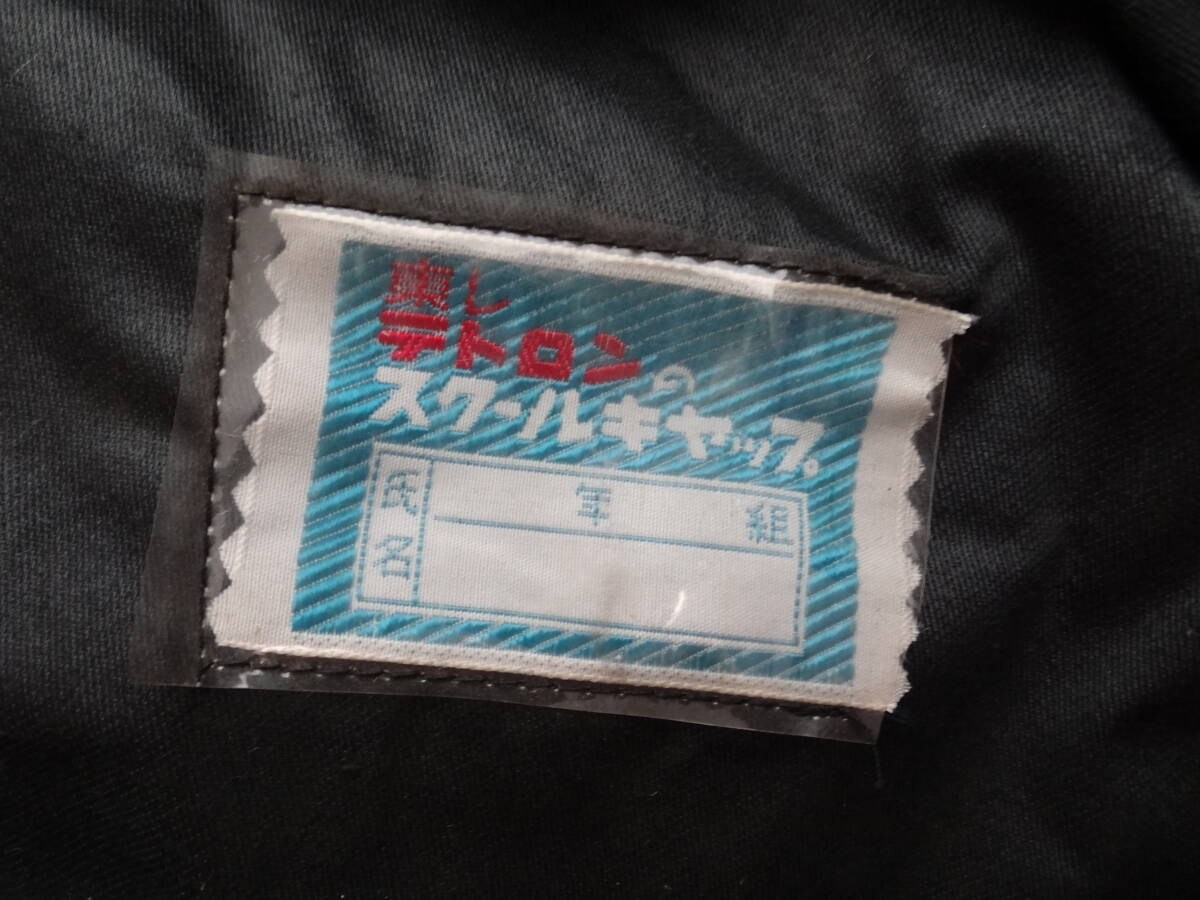 東レ
テトロンの
スクールキャップ
年 組
氏名